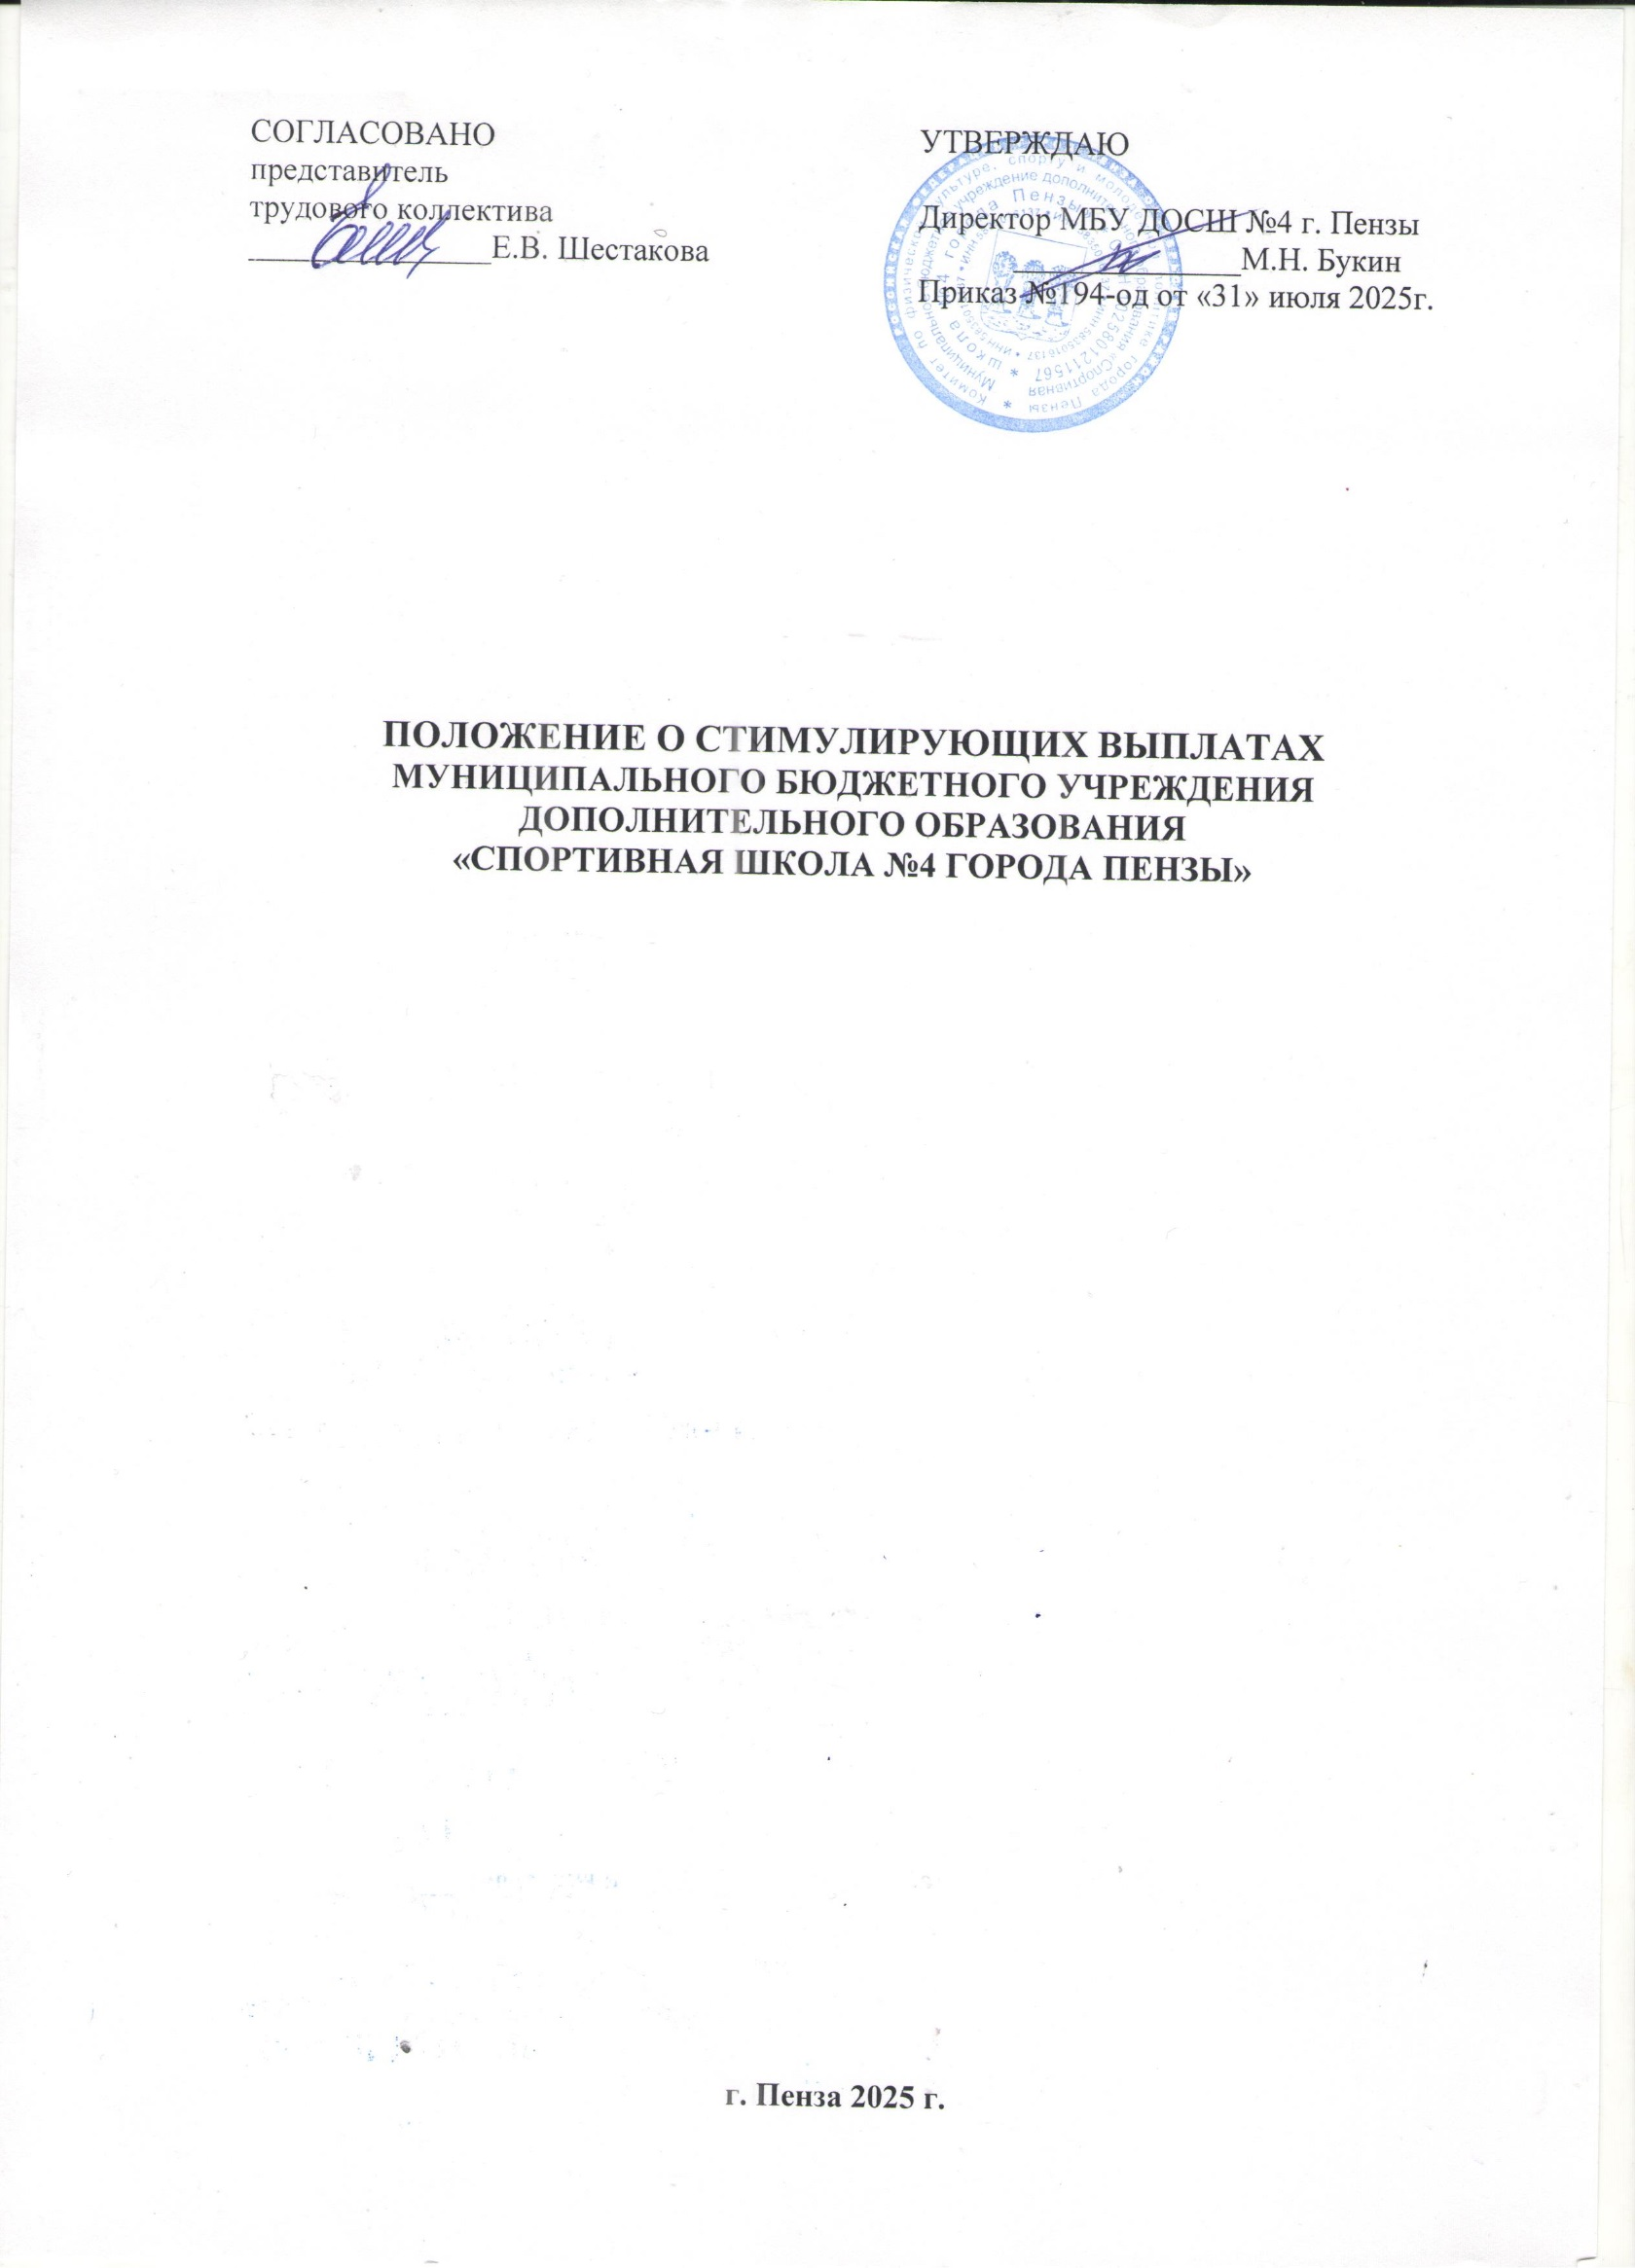 СОГЛАСОВАНО
представитель
трудового коллектива
Е.В. Шестакова
УТВЕРЖДАЮ
Директор МБУ ДОСШ №4 г. Пензы
М.Н. Букин
Приказ №194-од от «31» июля 2025г.
ПОЛОЖЕНИЕ О СТИМУЛИРУЮЩИХ ВЫПЛАТАХ
МУНИЦИПАЛЬНОГО БЮДЖЕТНОГО УЧРЕЖДЕНИЯ
ДОПОЛНИТЕЛЬНОГО ОБРАЗОВАНИЯ
«СПОРТИВНАЯ ШКОЛА №4 ГОРОДА ПЕНЗЫ»
г. Пенза 2025 г.